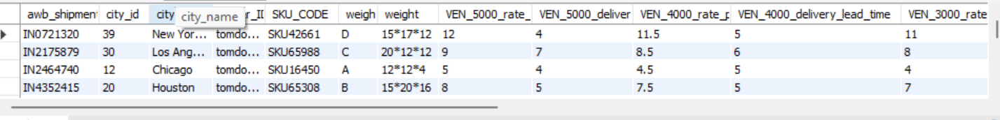 awb_shipment city_id city r_ID SKU_CODE weigh weight VEN_5000_rate_ VEN_5000_deliver VEN_4000_rate_p VEN_4000_delivery_lead_time VEN_3000_rate
city_name
IN0721320 39 New Yor... tomdo... SKU42661 D 15*17*12 12 4 11.5 5 11
IN2175879 30 Los Ang... tomdo... SKU65988 C 20*12*12 9 7 8.5 6 8
IN2464740 12 Chicago tomdo... SKU16450 A 12*12*4 5 4 4.5 5 4
IN4352415 20 Houston tomdo... SKU65308 B 15*20*16 8 5 7.5 5 7